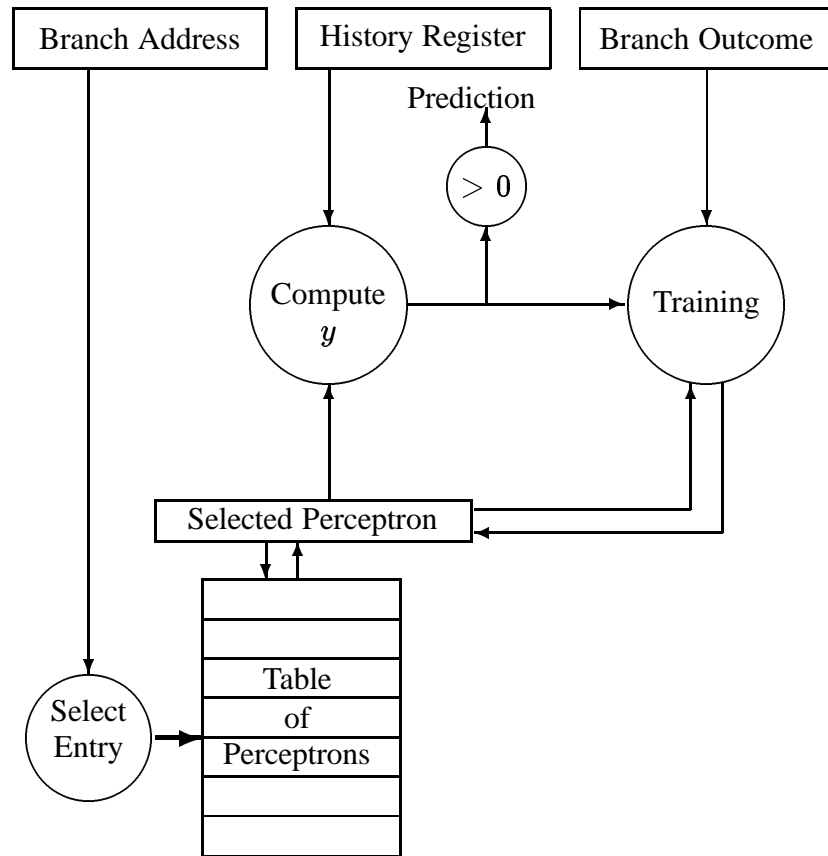 Branch Address
History Register
Branch Outcome
Prediction
> 0
Compute
y
Training
Selected Perceptron
Select
Entry
Table
of
Perceptrons